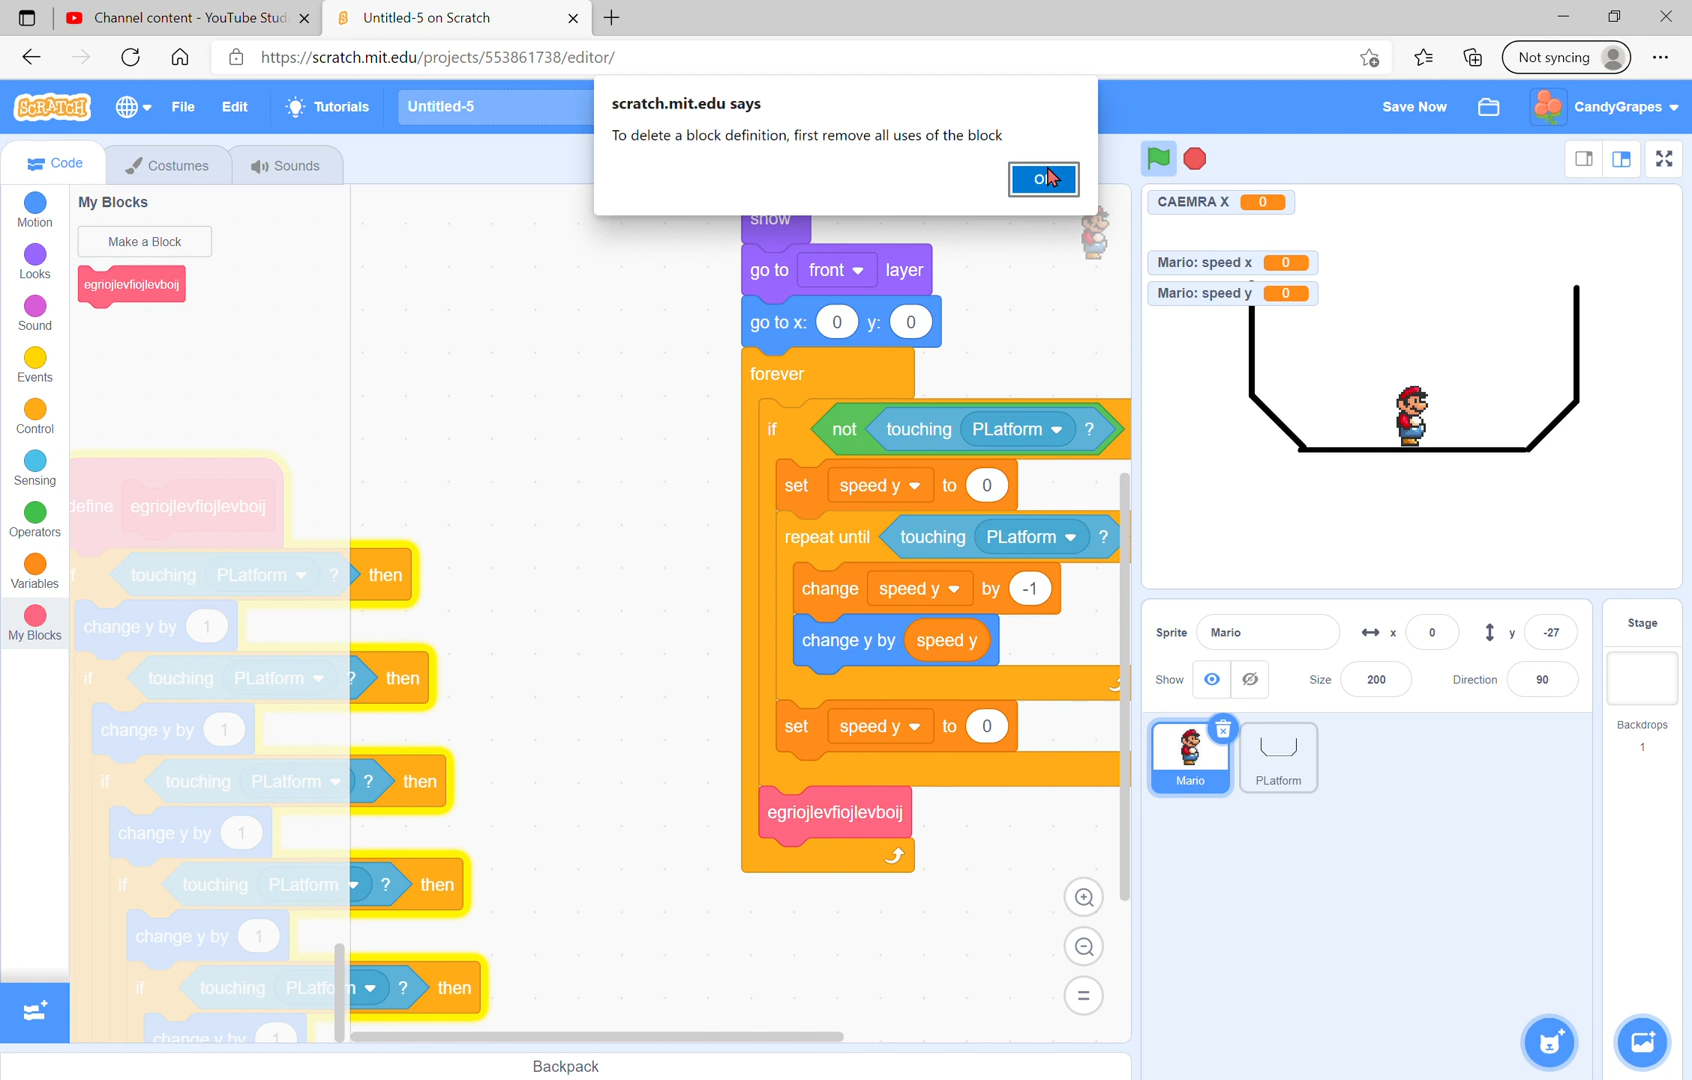 Channel content - YouTube Stud
Untitled-5 on Scratch
https://scratch.mit.edu/projects/553861738/editor/
Not syncing
SCRATCH
File
Edit
Tutorials
Untitled-5
Save Now
CandyGrapes
scratch.mit.edu says
To delete a block definition, first remove all uses of the block
Code
Costumes
Sounds
Motion
Looks
Sound
Events
Control
Sensing
Operators
Variables
My Blocks
My Blocks
Make a Block
egriojlevfiojlevboij
define egriojlevfiojlevboij
if touching PLatform ? then
change y by 1
if touching PLatform ? then
change y by 1
if touching PLatform ? then
change y by 1
if touching PLatform ? then
change y by 1
if touching PLatform ? then
change y by 1
show
go to front layer
go to x: 0 y: 0
forever
if not touching PLatform ?
set speed y to 0
repeat until touching PLatform ?
change speed y by -1
change y by speed y
set speed y to 0
egriojlevfiojlevboij
Backpack
CAEMRA X 0
Mario: speed x 0
Mario: speed y 0
Sprite Mario x 0 y -27
Show Size 200 Direction 90
Mario
PLatform
Stage
Backdrops
1